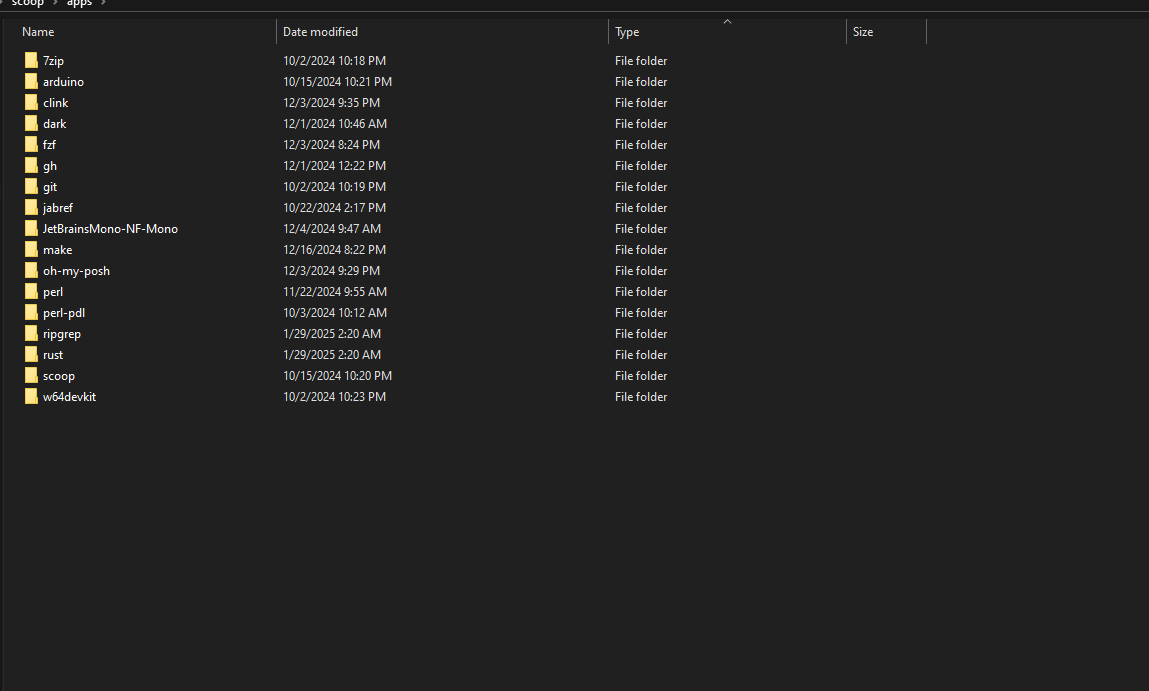 scoop > apps >
Name Date modified Type Size
7zip 10/2/2024 10:18 PM File folder
arduino 10/15/2024 10:21 PM File folder
clink 12/3/2024 9:35 PM File folder
dark 12/1/2024 10:46 AM File folder
fzf 12/3/2024 8:24 PM File folder
gh 12/1/2024 12:22 PM File folder
git 10/2/2024 10:19 PM File folder
jabref 10/22/2024 2:17 PM File folder
JetBrainsMono-NF-Mono 12/4/2024 9:47 AM File folder
make 12/16/2024 8:22 PM File folder
oh-my-posh 12/3/2024 9:29 PM File folder
perl 11/22/2024 9:55 AM File folder
perl-pdl 10/3/2024 10:12 AM File folder
ripgrep 1/29/2025 2:20 AM File folder
rust 1/29/2025 2:20 AM File folder
scoop 10/15/2024 10:20 PM File folder
w64devkit 10/2/2024 10:23 PM File folder